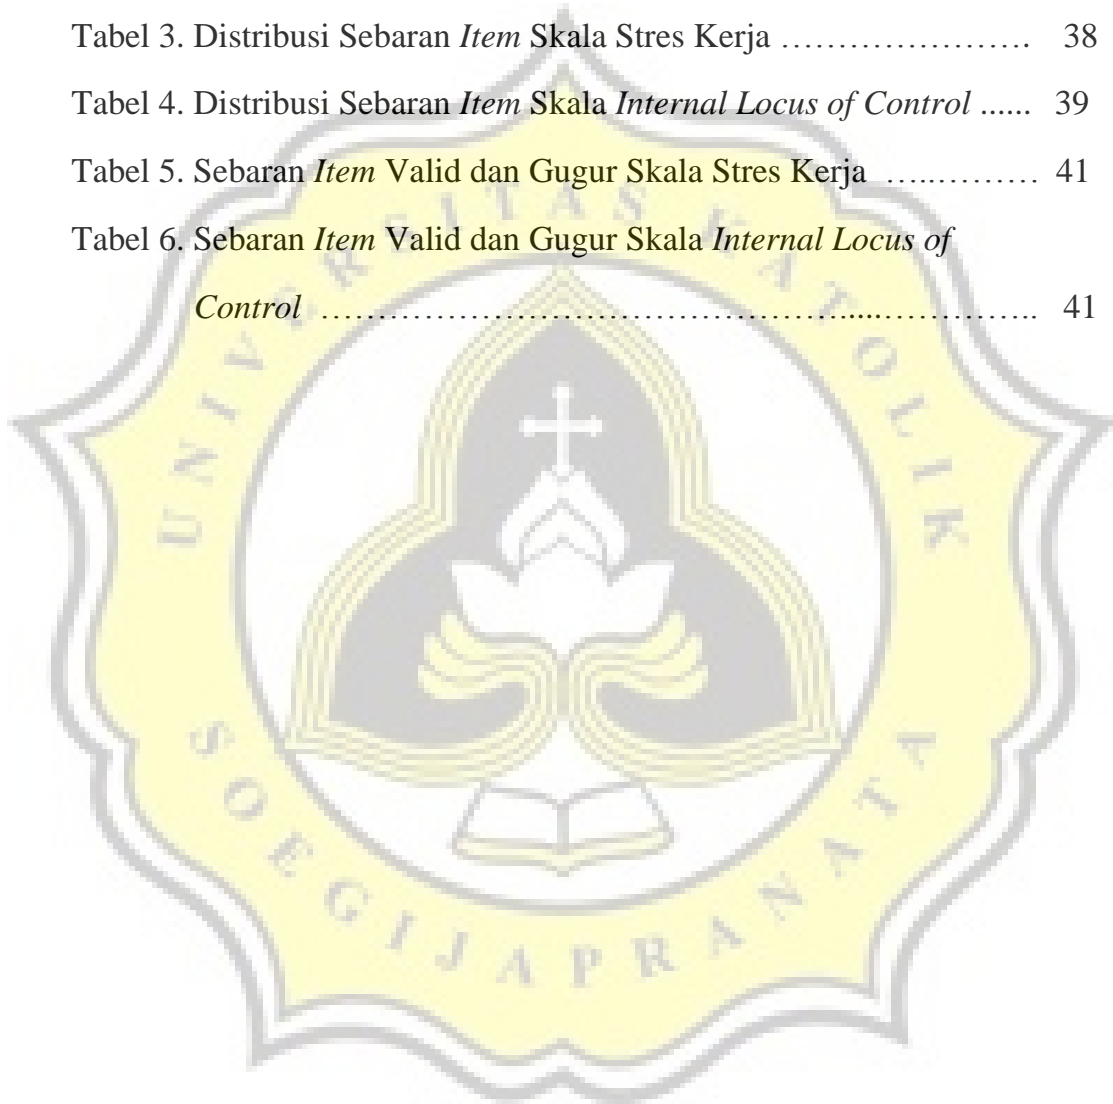 Tabel 3. Distribusi Sebaran Item Skala Stres Kerja …………………. 38
Tabel 4. Distribusi Sebaran Item Skala Internal Locus of Control ...... 39
Tabel 5. Sebaran Item Valid dan Gugur Skala Stres Kerja …..……… 41
Tabel 6. Sebaran Item Valid dan Gugur Skala Internal Locus of
Control …………………………………………....………….. 41
UNIVERSITAS KATOLIK
SOEGIJAPRANATA